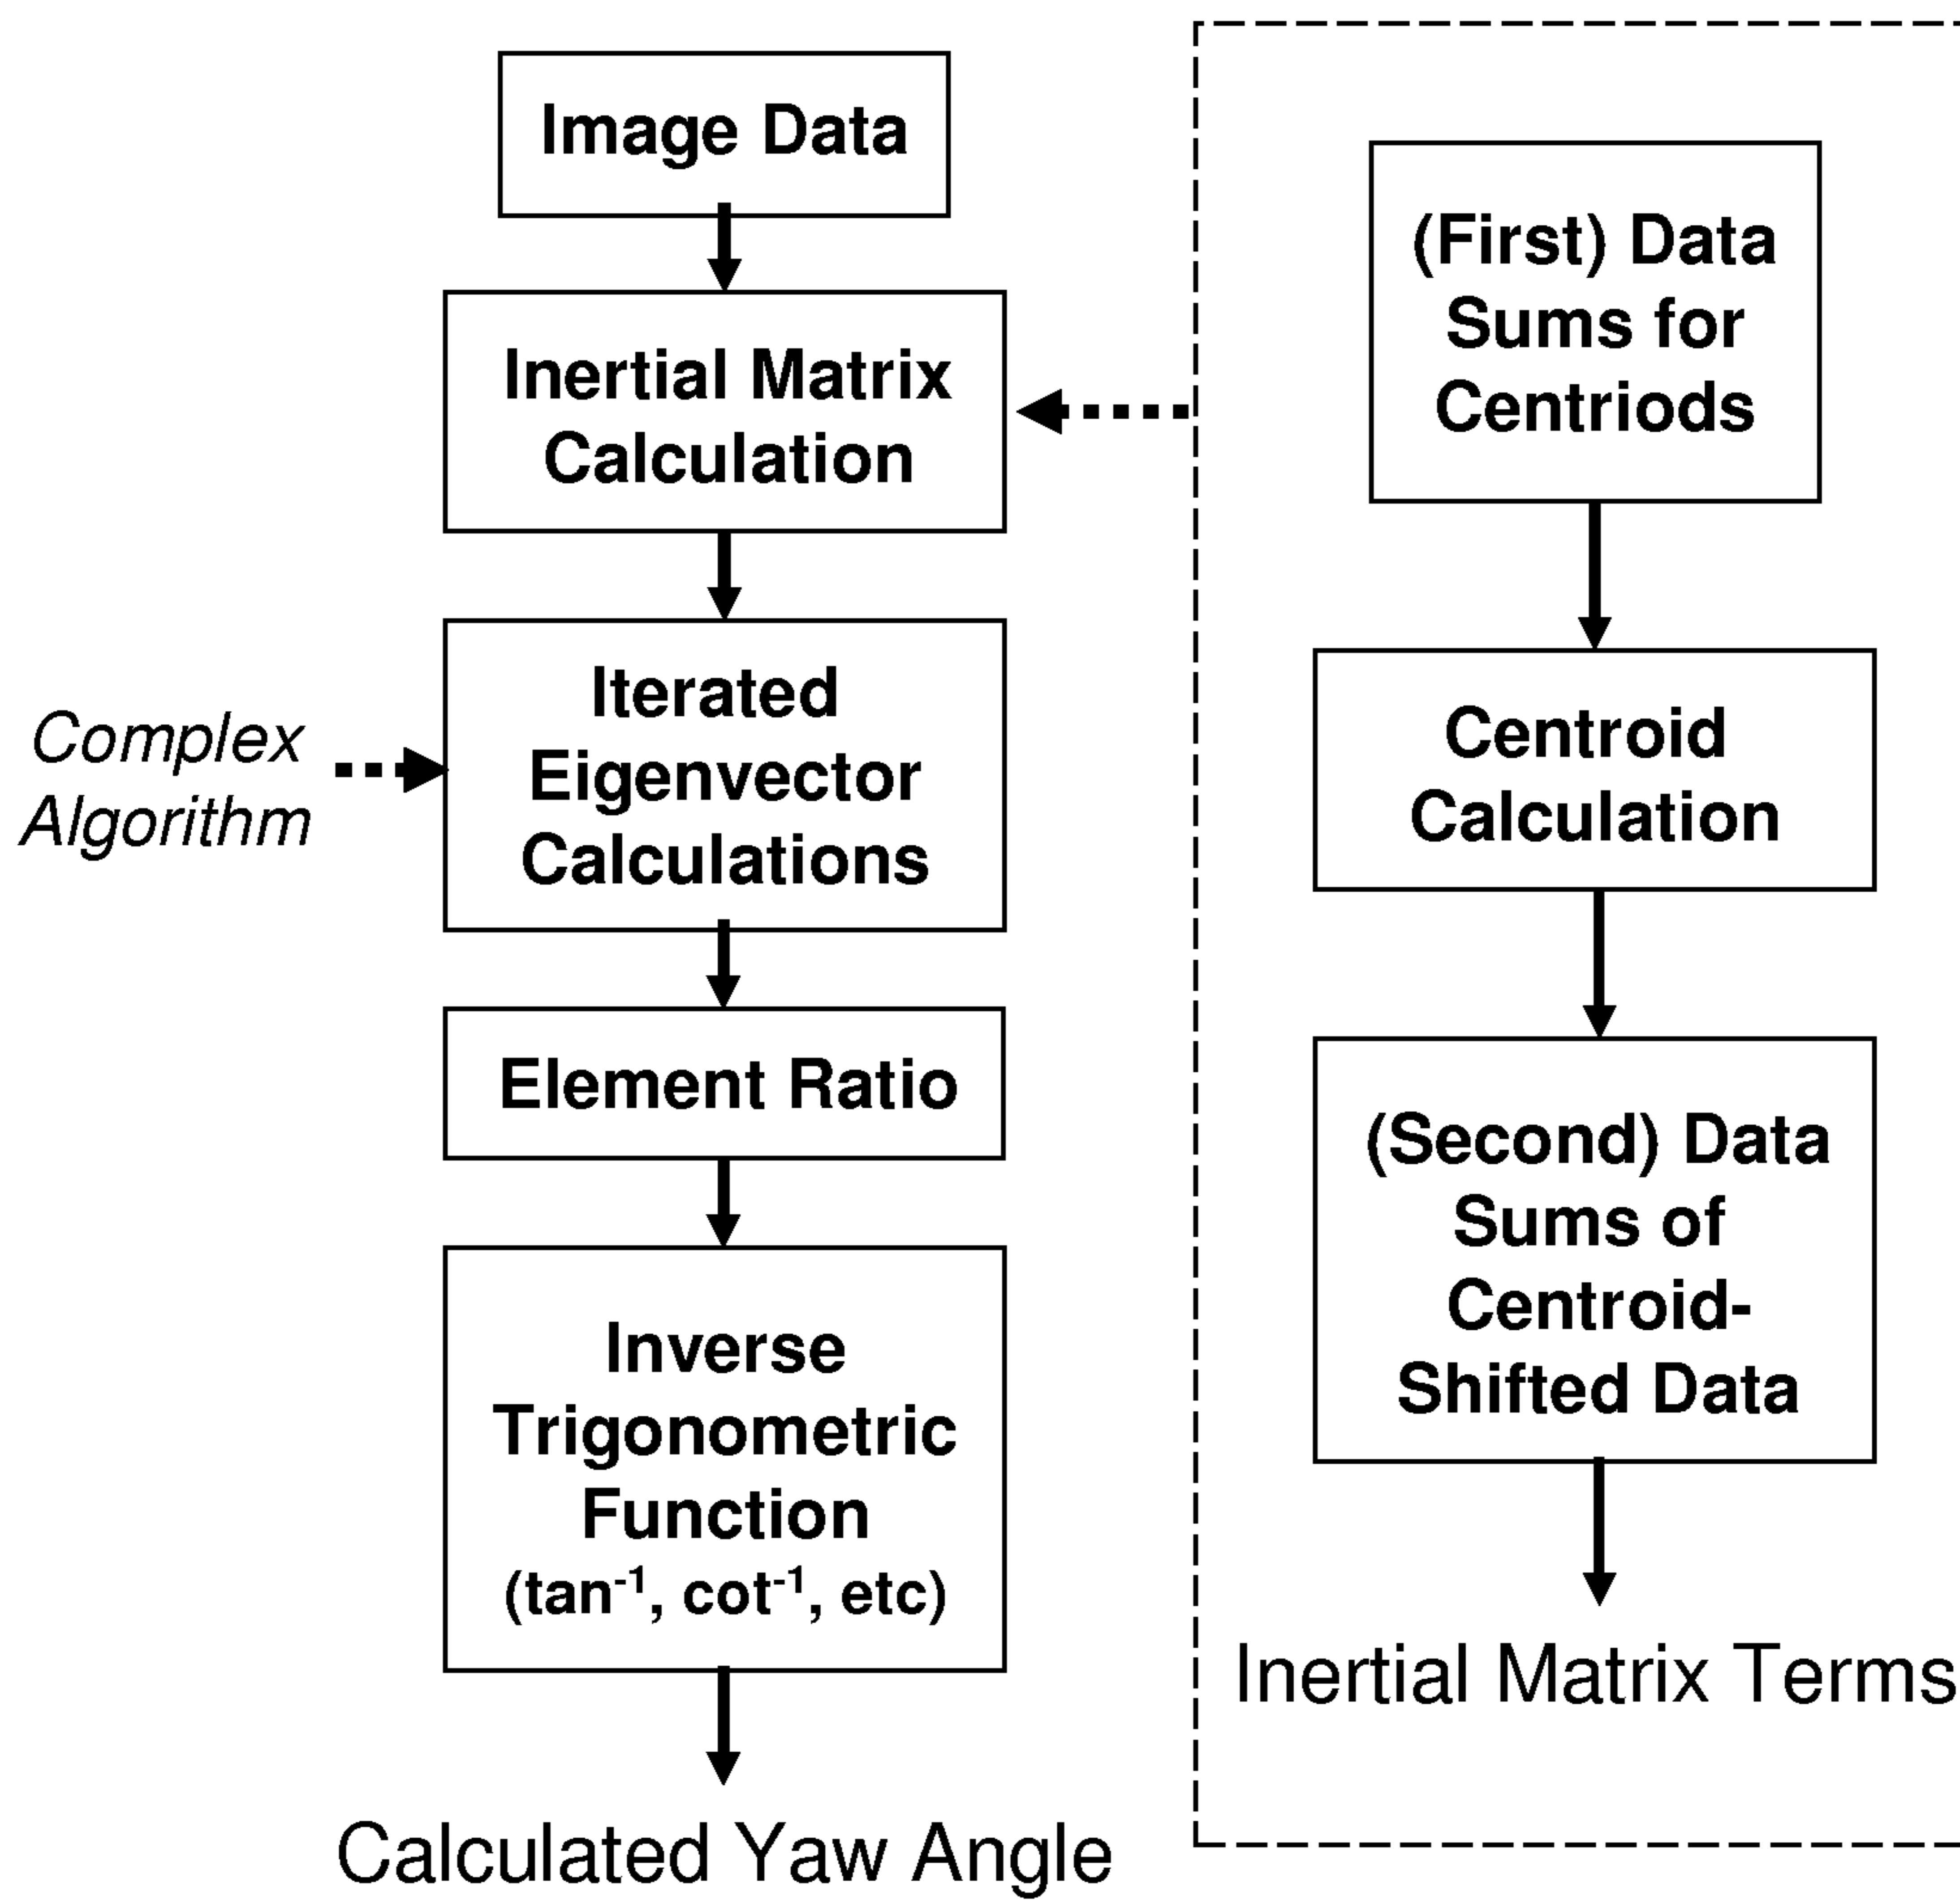 Image Data
Inertial Matrix
Calculation
Complex
Algorithm
Iterated
Eigenvector
Calculations
Element Ratio
Inverse
Trigonometric
Function
(tan⁻¹, cot⁻¹, etc)
Calculated Yaw Angle
(First) Data
Sums for
Centriods
Centroid
Calculation
(Second) Data
Sums of
Centroid-
Shifted Data
Inertial Matrix Terms